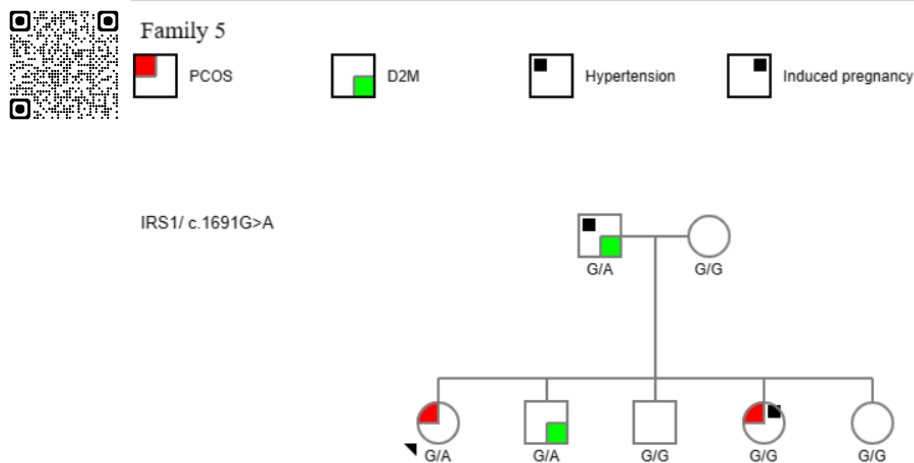 Family 5
PCOS D2M Hypertension Induced pregnancy
IRS1/ c.1691G>A
G/A G/G
G/A G/A G/G G/G G/G